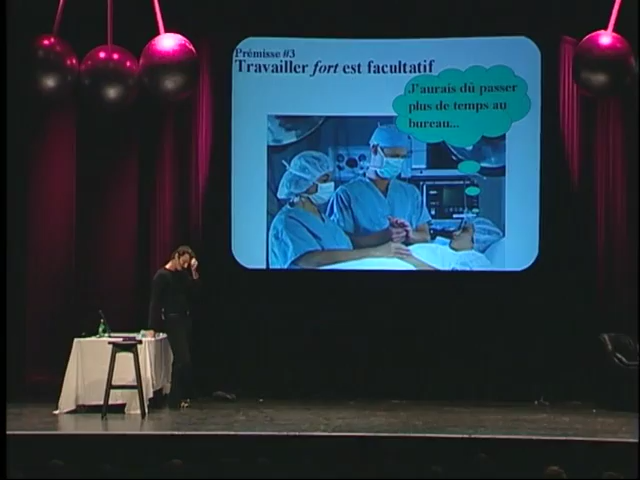 Prémisse #3
Travailler fort est facultatif
J'aurais dû passer
plus de temps au
bureau...